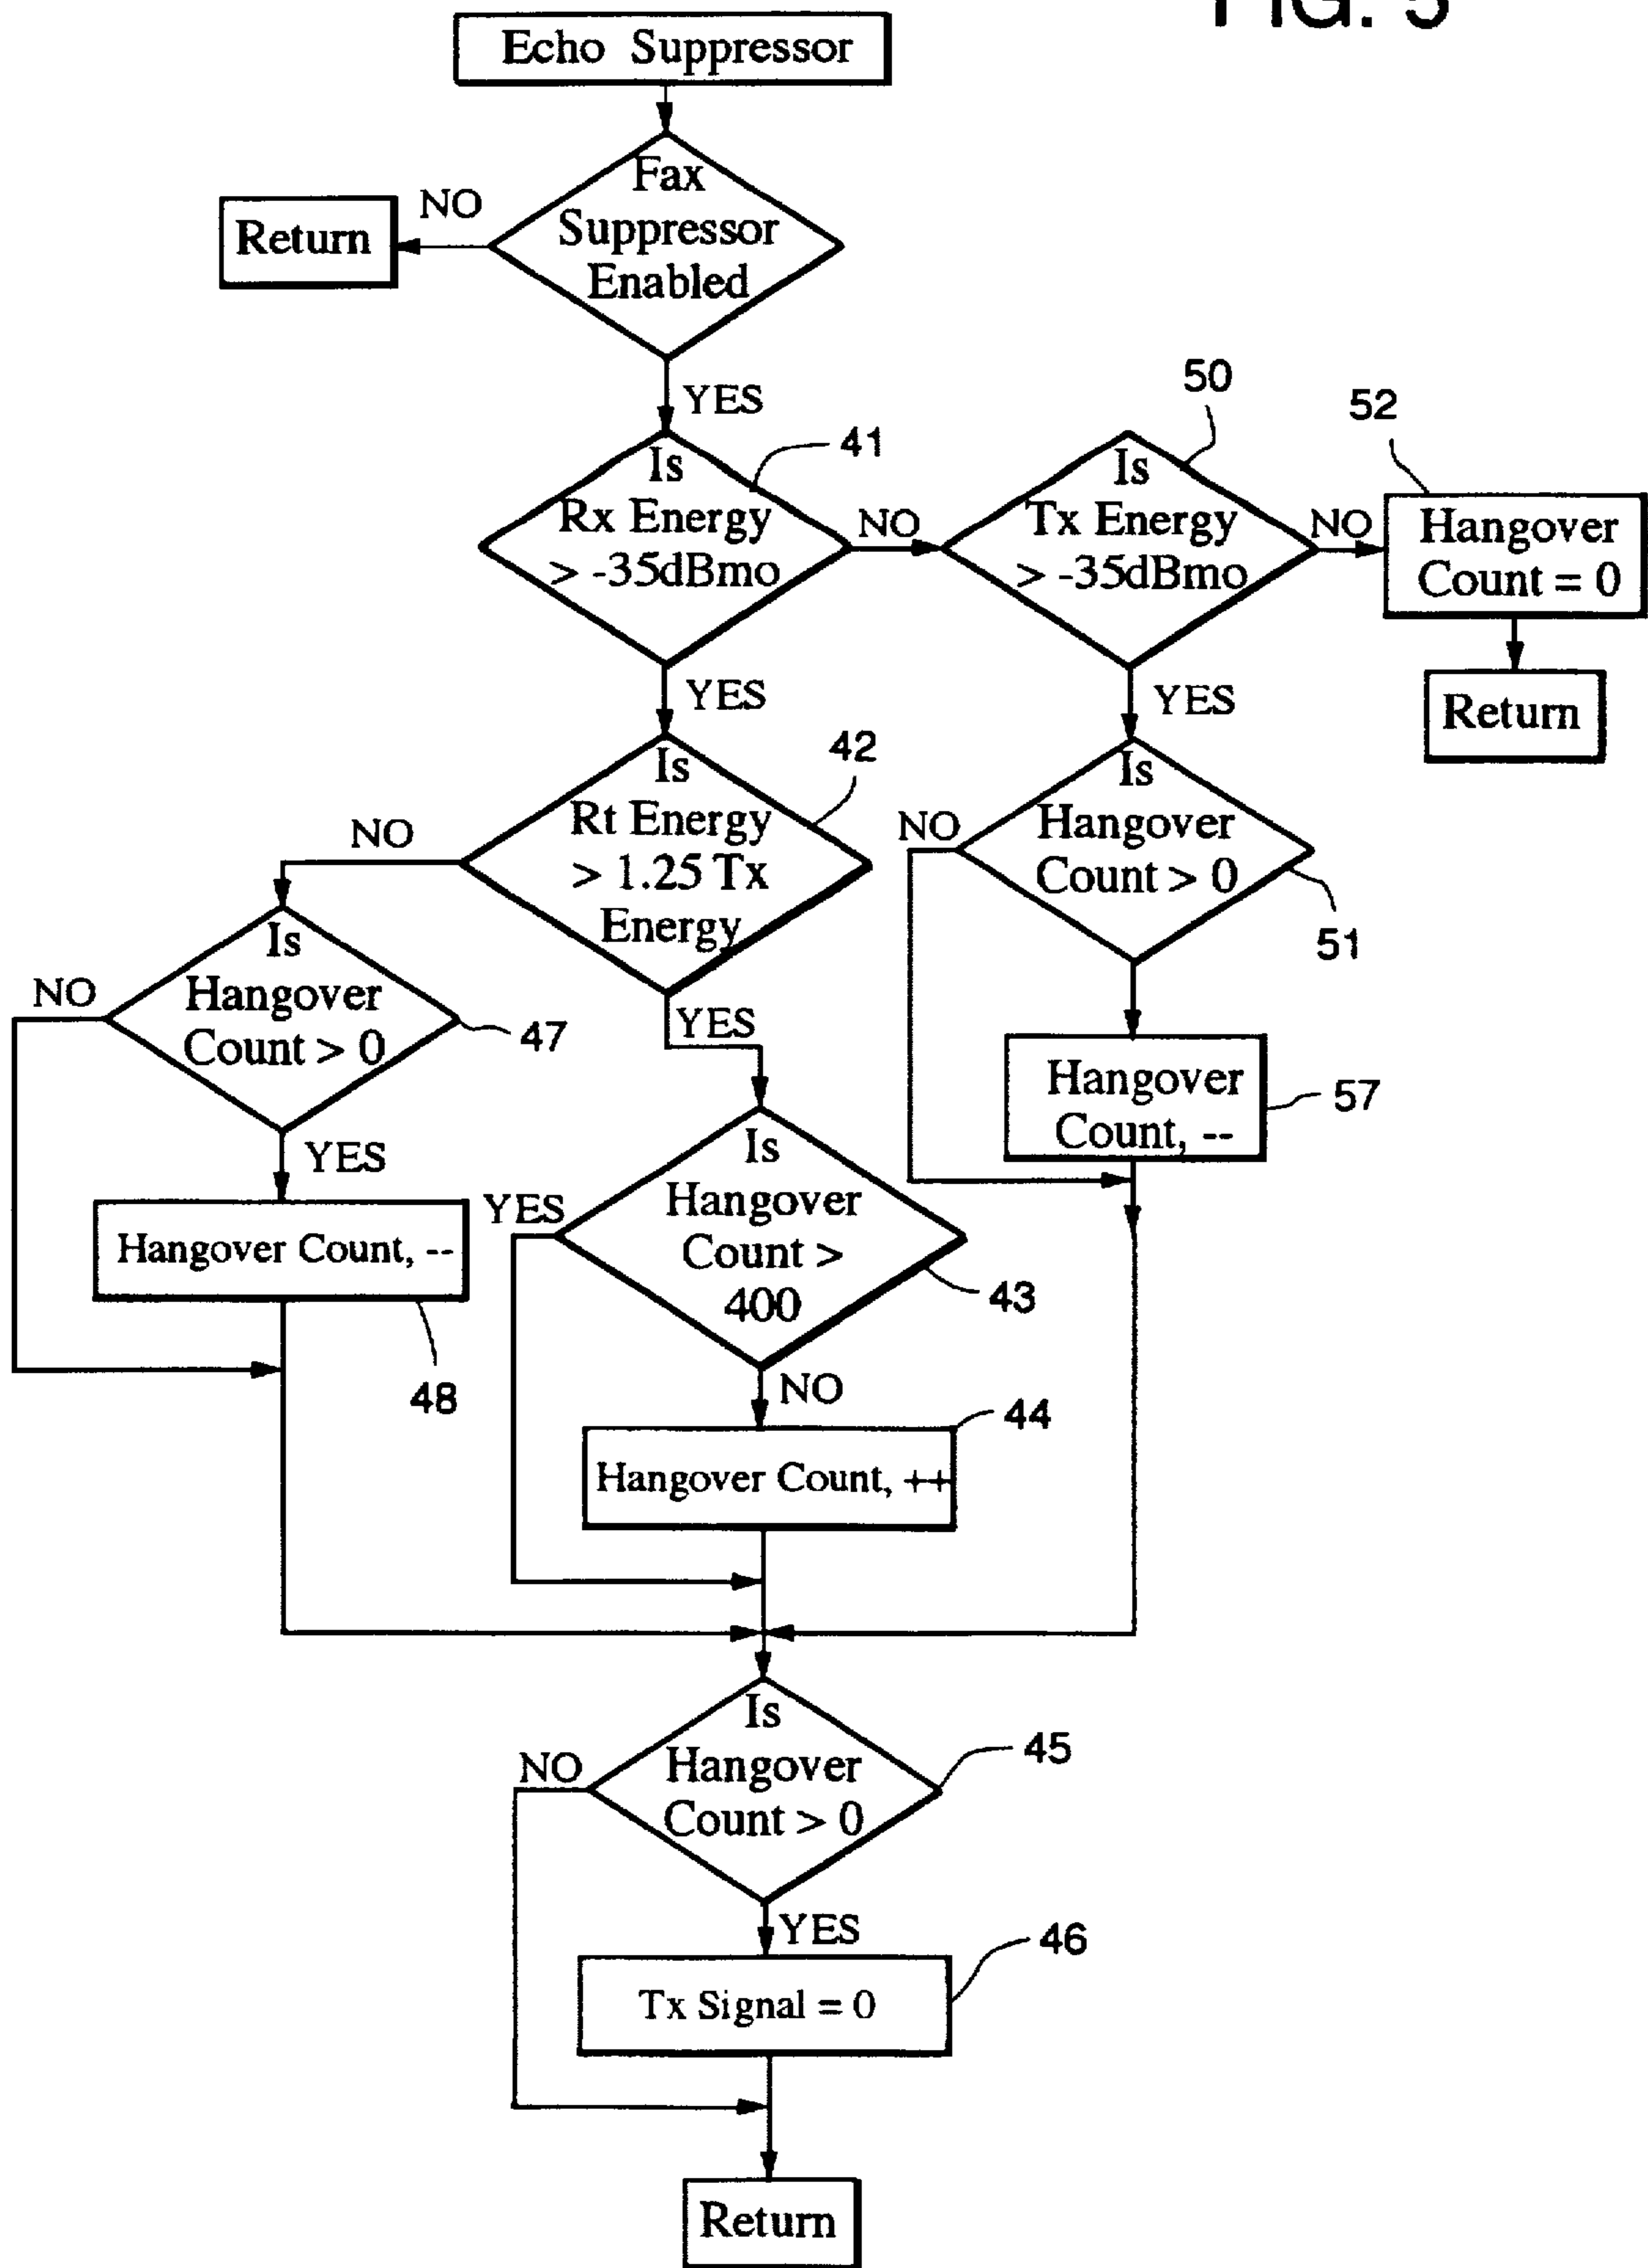 FIG. 5
Echo Suppressor
Fax
Suppressor
Enabled
NO
Return
YES
Is
Rx Energy
> -35dBmo
41
NO
Is
Tx Energy
> -35dBmo
50
NO
52
Hangover
Count = 0
Return
YES
YES
Is
Rt Energy
> 1.25 Tx
Energy
42
NO
Is
Hangover
Count > 0
51
NO
Is
Hangover
Count > 0
47
NO
YES
Hangover
Count, --
57
YES
Hangover Count, --
48
Is
Hangover
Count >
400
43
YES
NO
44
Hangover Count, ++
Is
Hangover
Count > 0
45
NO
YES
46
Tx Signal = 0
Return